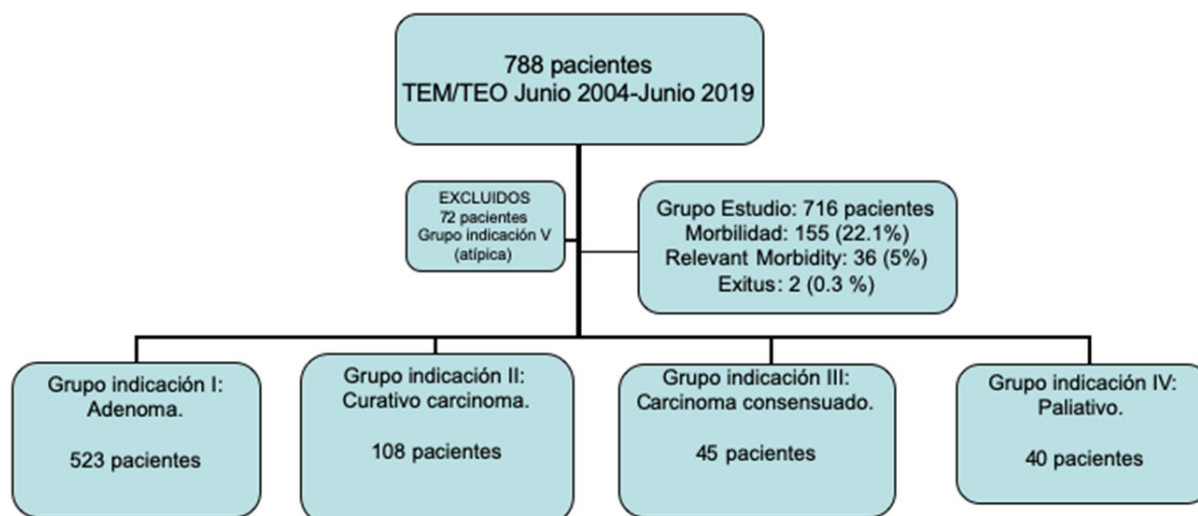 788 pacientes
TEM/TEO Junio 2004-Junio 2019
EXCLUIDOS
72 pacientes
Grupo indicación V
(atípica)
Grupo Estudio: 716 pacientes
Morbilidad: 155 (22.1%)
Relevant Morbidity: 36 (5%)
Exitus: 2 (0.3 %)
Grupo indicación I:
Adenoma.
523 pacientes
Grupo indicación II:
Curativo carcinoma.
108 pacientes
Grupo indicación III:
Carcinoma consensuado.
45 pacientes
Grupo indicación IV:
Paliativo.
40 pacientes